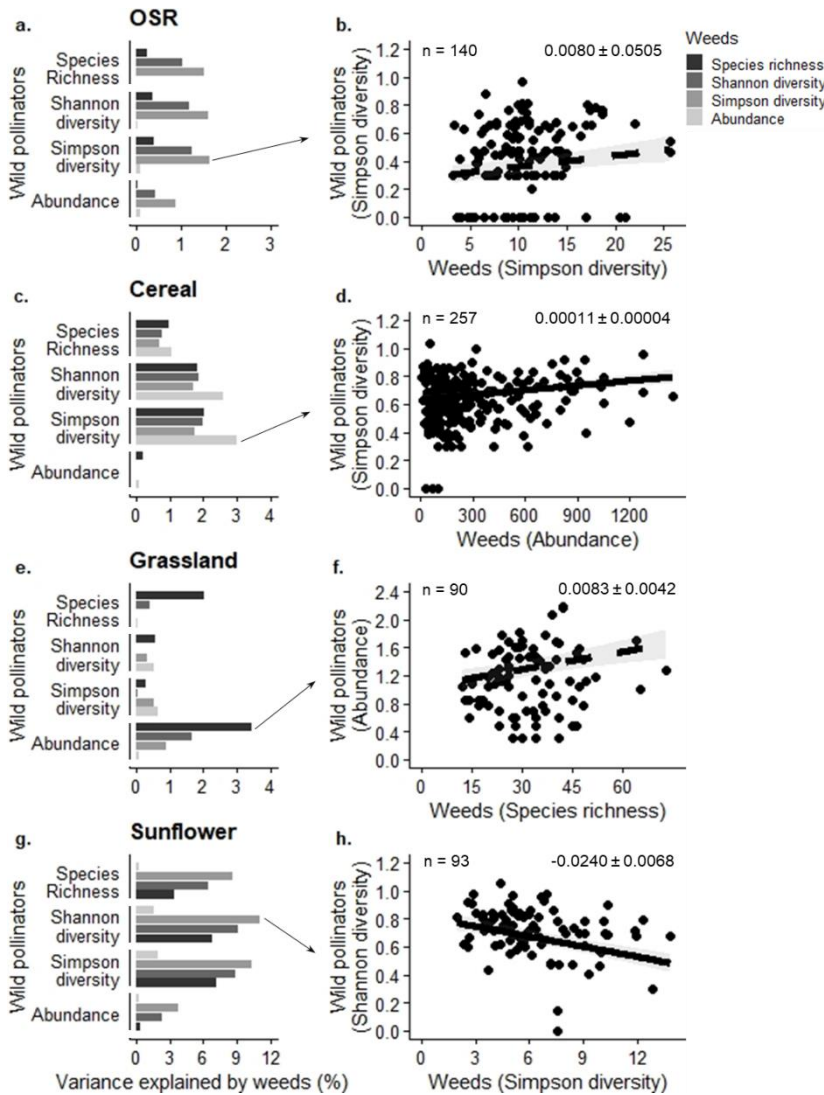 a.
OSR
Wild pollinators
Species
Richness
Shannon
diversity
Simpson
diversity
Abundance
0 1 2 3
b.
n = 140
0.0080 ± 0.0505
Wild pollinators
(Simpson diversity)
1.2
1.0
0.8
0.6
0.4
0.2
0.0
0 5 10 15 20 25
Weeds (Simpson diversity)
Weeds
Species richness
Shannon diversity
Simpson diversity
Abundance
c.
Cereal
Wild pollinators
Species
Richness
Shannon
diversity
Simpson
diversity
Abundance
0 1 2 3 4
d.
n = 257
0.00011 ± 0.00004
Wild pollinators
(Simpson diversity)
1.2
1.0
0.8
0.6
0.4
0.2
0.0
0 300 600 900 1200
Weeds (Abundance)
e.
Grassland
Wild pollinators
Species
Richness
Shannon
diversity
Simpson
diversity
Abundance
0 1 2 3 4
f.
n = 90
0.0083 ± 0.0042
Wild pollinators
(Abundance)
2.4
2.0
1.6
1.2
0.8
0.4
0.0
0 15 30 45 60
Weeds (Species richness)
g.
Sunflower
Wild pollinators
Species
Richness
Shannon
diversity
Simpson
diversity
Abundance
0 3 6 9 12
Variance explained by weeds (%)
h.
n = 93
-0.0240 ± 0.0068
Wild pollinators
(Shannon diversity)
1.2
1.0
0.8
0.6
0.4
0.2
0.0
0 3 6 9 12
Weeds (Simpson diversity)